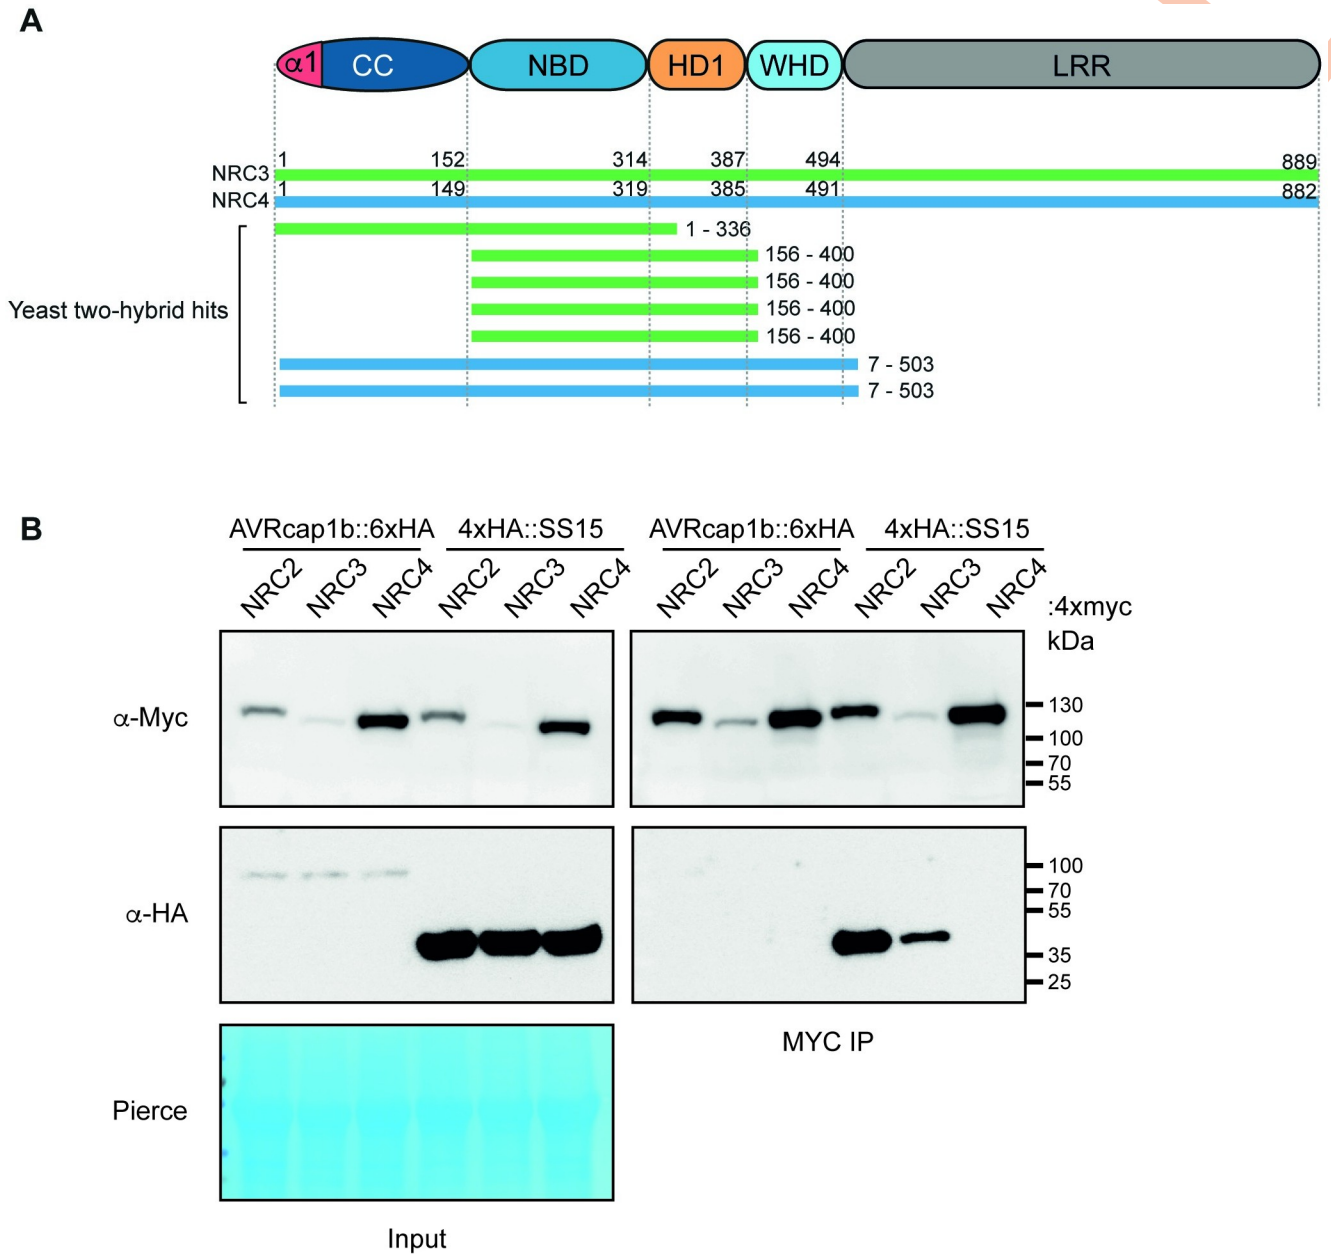 A
α1 CC NBD HD1 WHD LRR
1 152 314 387 494 889
NRC3
1 149 319 385 491 882
NRC4
1 - 336
156 - 400
156 - 400
156 - 400
156 - 400
Yeast two-hybrid hits
7 - 503
7 - 503
B
AVRcap1b::6xHA 4xHA::SS15 AVRcap1b::6xHA 4xHA::SS15
NRC2 NRC3 NRC4 NRC2 NRC3 NRC4 NRC2 NRC3 NRC4 NRC2 NRC3 NRC4 :4xmyc
kDa
α-Myc
130
100
70
55
α-HA
100
70
55
35
25
MYC IP
Pierce
Input